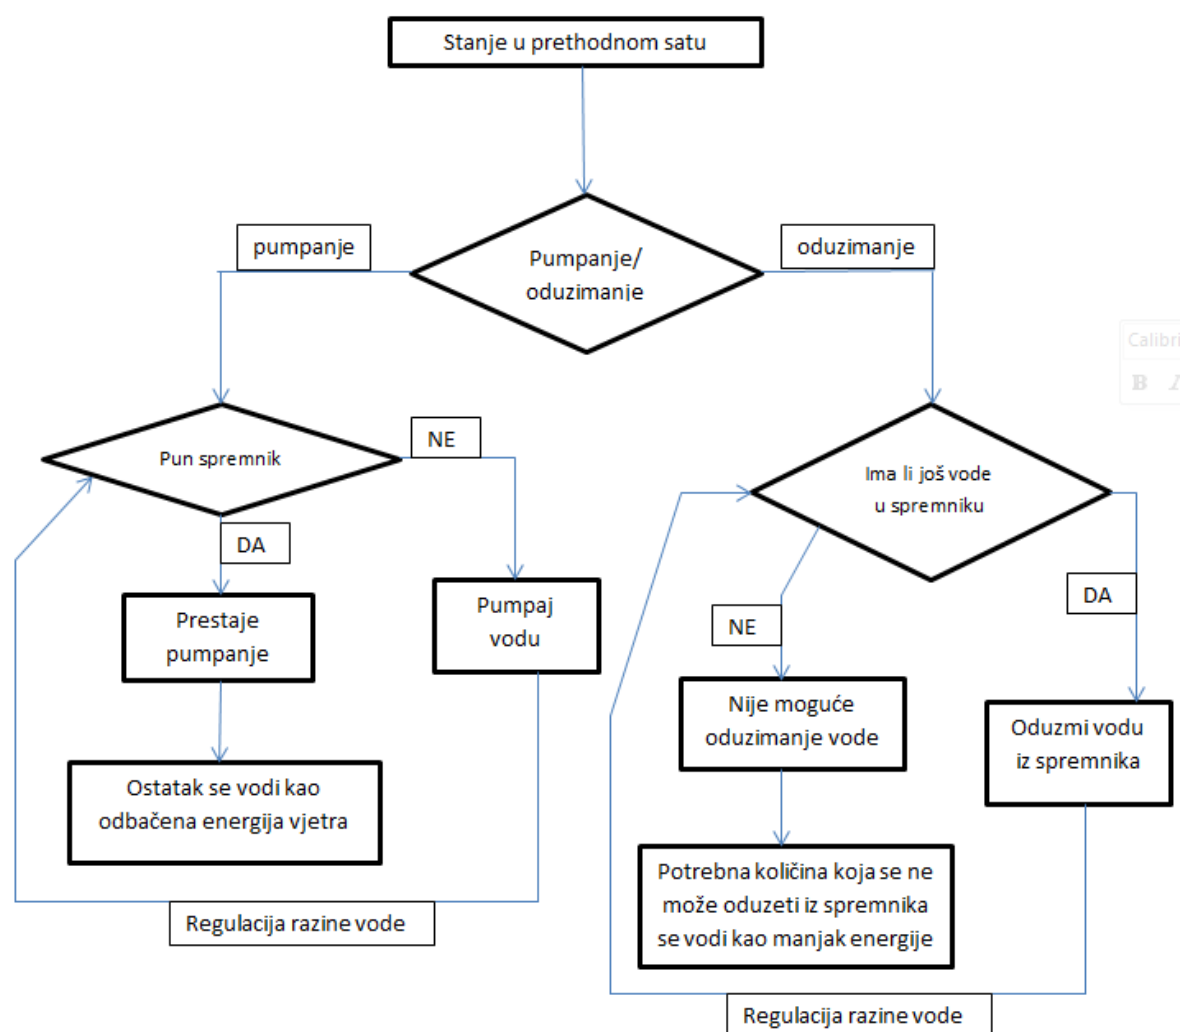 Stanje u prethodnom satu
pumpanje
Pumpanje/
oduzimanje
oduzimanje
Calibri
B I
Pun spremnik
NE
Ima li još vode
u spremniku
DA
DA
NE
Prestaje
pumpanje
Pumpaj
vodu
Nije moguće
oduzimanje vode
Oduzmi vodu
iz spremnika
Ostatak se vodi kao
odbačena energija vjetra
Potrebna količina koja se ne
može oduzeti iz spremnika
se vodi kao manjak energije
Regulacija razine vode
Regulacija razine vode